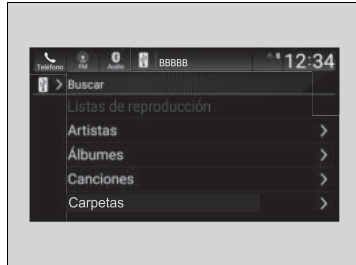 Teléfono FM Audio BBBBB 12:34
Buscar
Listas de reproducción
Artistas
Álbumes
Canciones
Carpetas